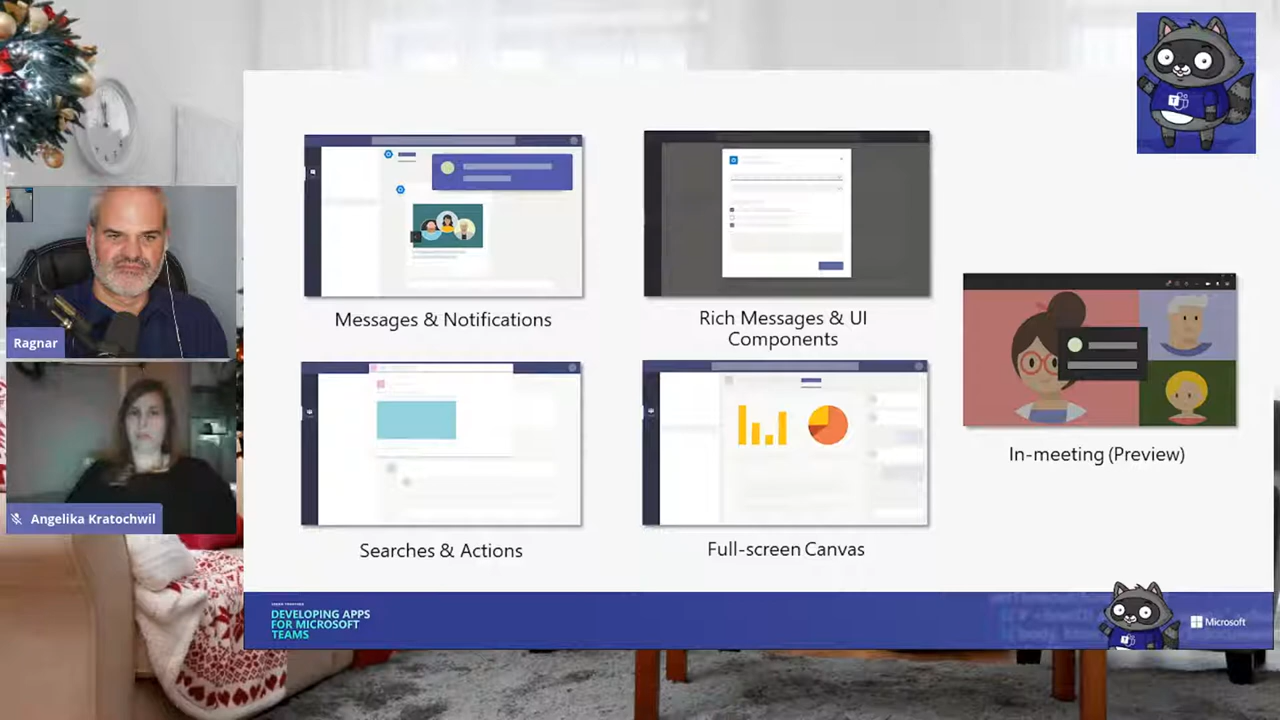 Messages & Notifications
Rich Messages & UI
Components
Searches & Actions
Full-screen Canvas
In-meeting (Preview)
Ragnar
Angelika Kratochwil
DEVELOPING APPS
FOR MICROSOFT
TEAMS
Microsoft